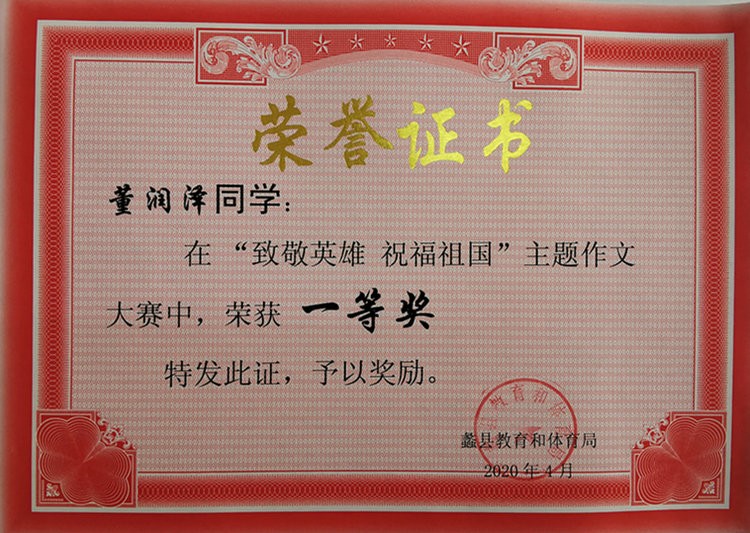 荣誉证书
董润泽同学：
在“致敬英雄 祝福祖国”主题作文
大赛中，荣获 一等奖
特发此证，予以奖励。
蠡县教育和体育局
2020年4月